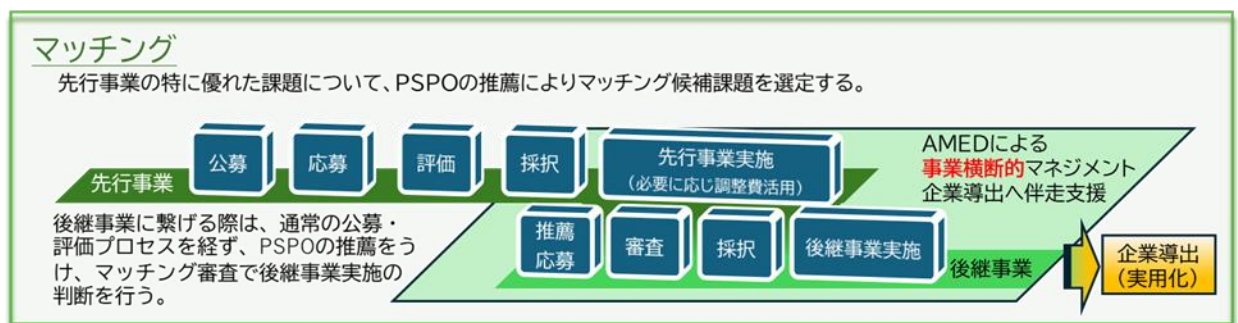 マッチング
先行事業の特に優れた課題について、PSPOの推薦によりマッチング候補課題を選定する。
公募
応募
評価
採択
先行事業実施
（必要に応じ調整費活用）
先行事業
AMEDによる
事業横断的マネジメント
企業導出へ伴走支援
後継事業に繋げる際は、通常の公募・
評価プロセスを経ず、PSPOの推薦をう
け、マッチング審査で後継事業実施の
判断を行う。
推薦
応募
審査
採択
後継事業実施
後継事業
企業導出
（実用化）